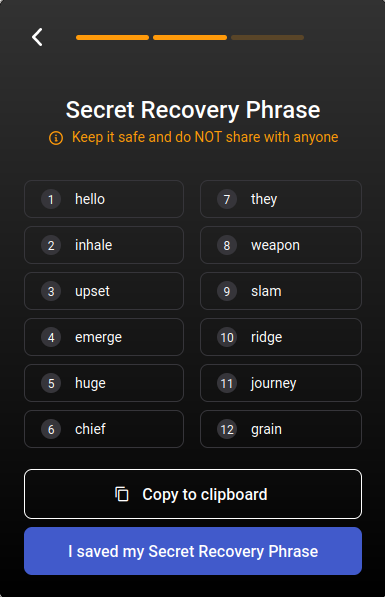 Secret Recovery Phrase
Keep it safe and do NOT share with anyone
1 hello
2 inhale
3 upset
4 emerge
5 huge
6 chief
7 they
8 weapon
9 slam
10 ridge
11 journey
12 grain
Copy to clipboard
I saved my Secret Recovery Phrase